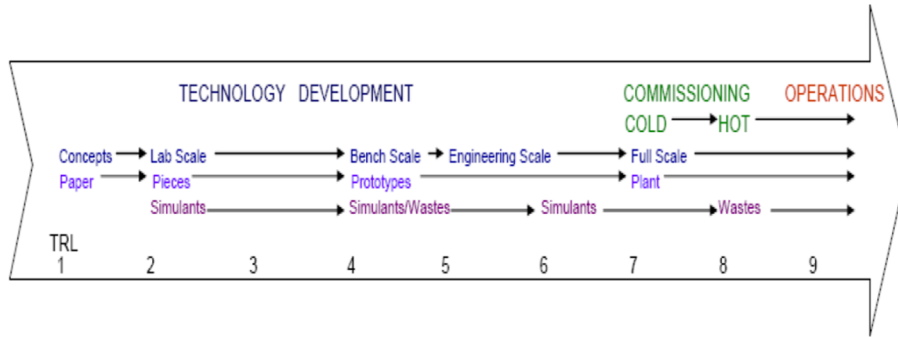 TECHNOLOGY DEVELOPMENT COMMISSIONING OPERATIONS
COLD HOT
Concepts Lab Scale Bench Scale Engineering Scale Full Scale
Paper Pieces Prototypes Plant
Simulants Simulants/Wastes Simulants Wastes
TRL
1 2 3 4 5 6 7 8 9